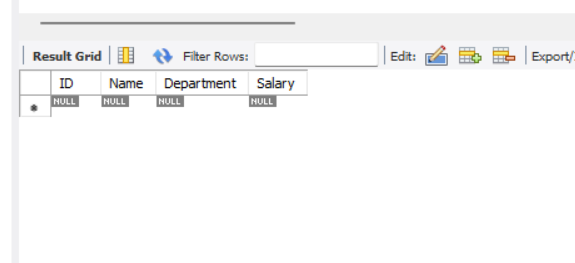 Result Grid Filter Rows: Edit: Export/
ID Name Department Salary
NULL NULL NULL NULL